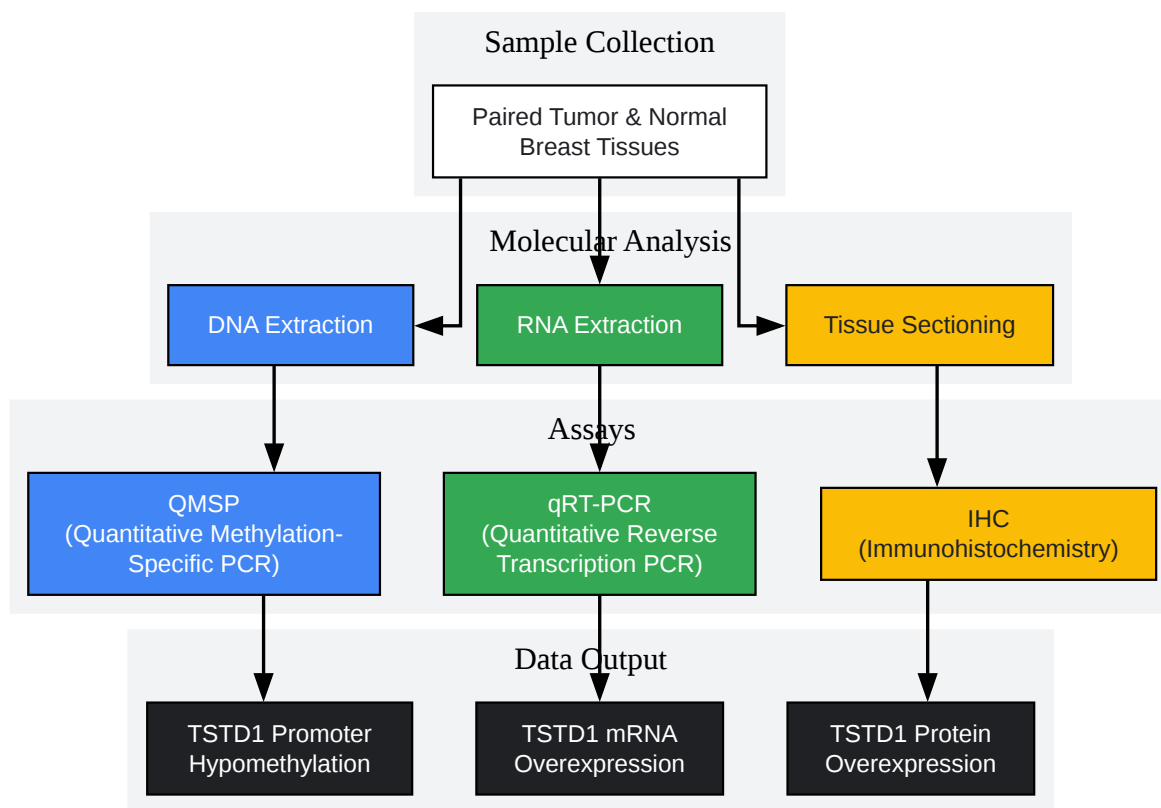 Sample Collection
Paired Tumor & Normal
Breast Tissues
Molecular Analysis
DNA Extraction
RNA Extraction
Tissue Sectioning
Assays
QMSP
(Quantitative Methylation-
Specific PCR)
qRT-PCR
(Quantitative Reverse
Transcription PCR)
IHC
(Immunohistochemistry)
Data Output
TSTD1 Promoter
Hypomethylation
TSTD1 mRNA
Overexpression
TSTD1 Protein
Overexpression